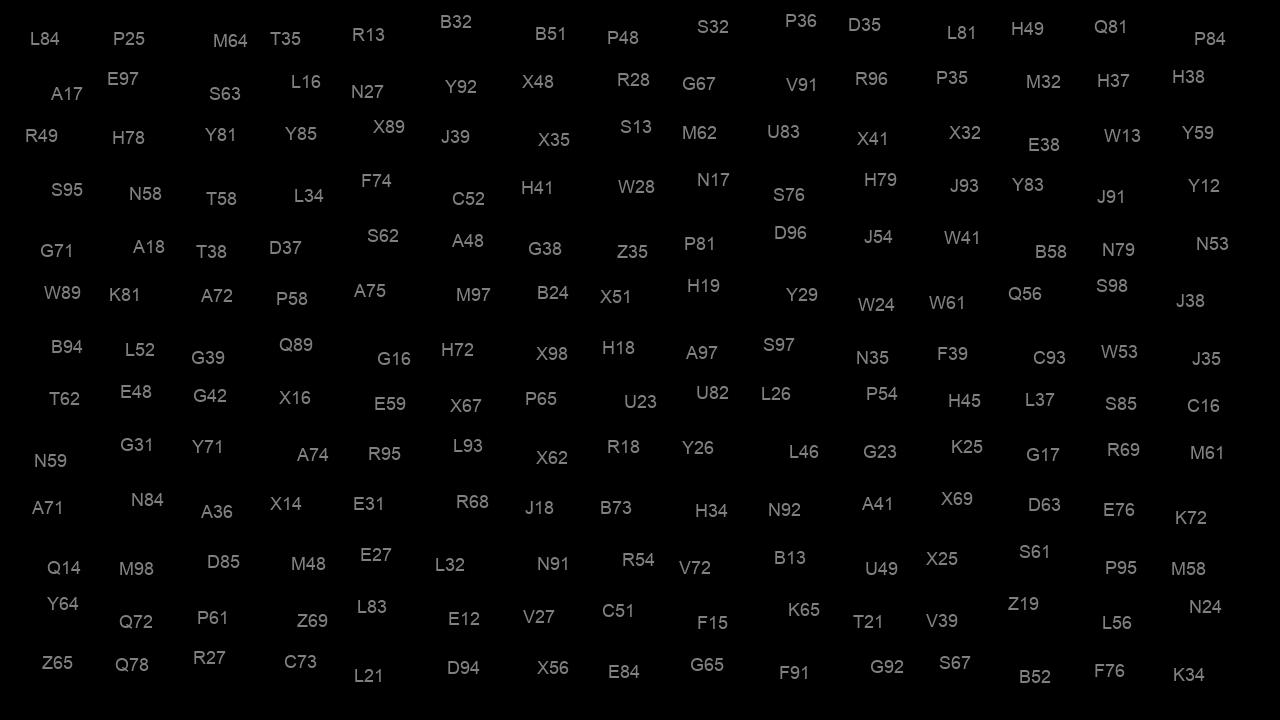 L84 P25 M64 T35 R13 B32 B51 P48 S32 P36 D35 L81 H49 Q81 P84
A17 E97 S63 L16 N27 Y92 X48 R28 G67 V91 R96 P35 M32 H37 H38
R49 H78 Y81 Y85 X89 J39 X35 S13 M62 U83 X41 X32 E38 W13 Y59
S95 N58 T58 L34 F74 C52 H41 W28 N17 S76 H79 J93 Y83 J91 Y12
G71 A18 T38 D37 S62 A48 G38 Z35 P81 D96 J54 W41 B58 N79 N53
W89 K81 A72 P58 A75 M97 B24 X51 H19 Y29 W24 W61 Q56 S98 J38
B94 L52 G39 Q89 G16 H72 X98 H18 A97 S97 N35 F39 C93 W53 J35
T62 E48 G42 X16 E59 X67 P65 U23 U82 L26 P54 H45 L37 S85 C16
N59 G31 Y71 A74 R95 L93 X62 R18 Y26 L46 G23 K25 G17 R69 M61
A71 N84 A36 X14 E31 R68 J18 B73 H34 N92 A41 X69 D63 E76 K72
Q14 M98 D85 M48 E27 L32 N91 R54 V72 B13 U49 X25 S61 P95 M58
Y64 Q72 P61 Z69 L83 E12 V27 C51 F15 K65 T21 V39 Z19 L56 N24
Z65 Q78 R27 C73 L21 D94 X56 E84 G65 F91 G92 S67 B52 F76 K34